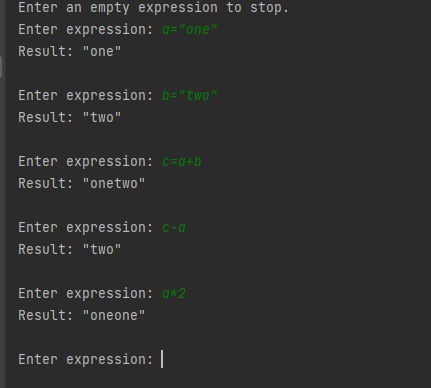 Enter an empty expression to stop.
Enter expression: a="one"
Result: "one"
Enter expression: b="two"
Result: "two"
Enter expression: c=a+b
Result: "onetwo"
Enter expression: c-a
Result: "two"
Enter expression: a*2
Result: "oneone"
Enter expression: